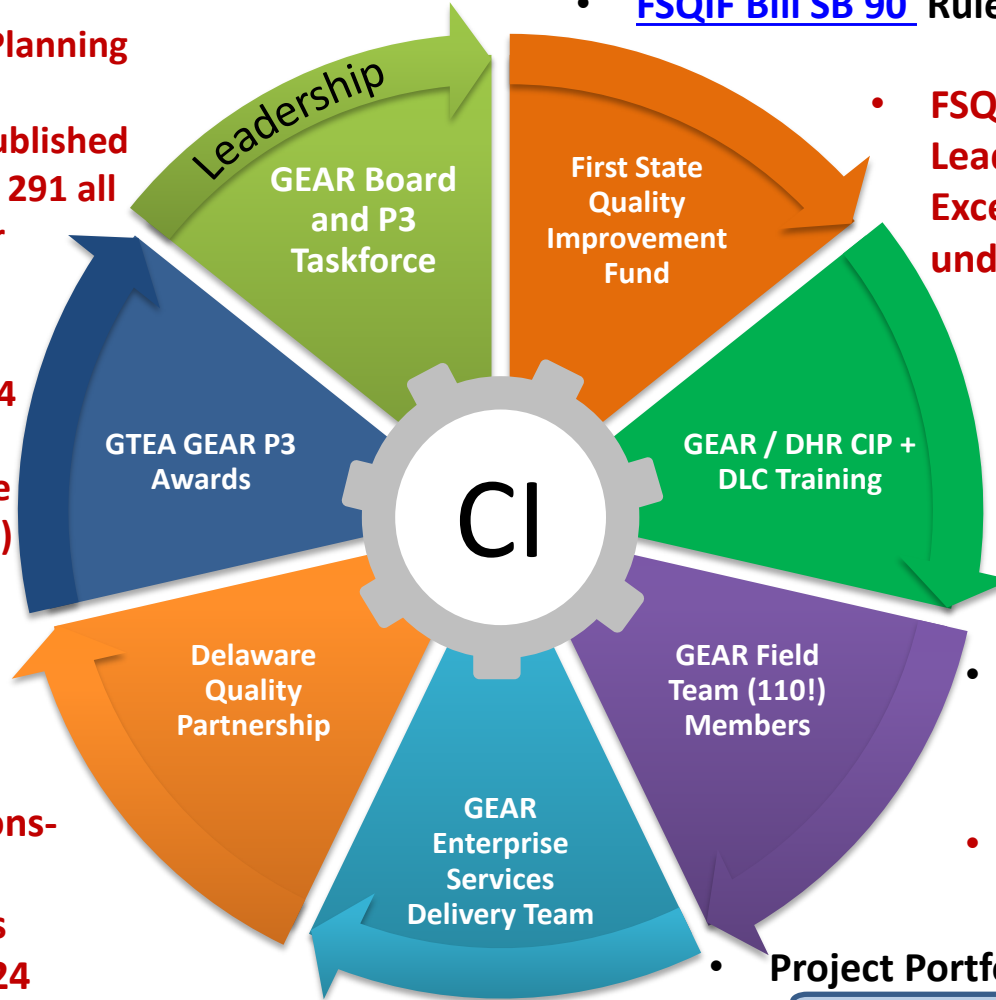 FSQIF Bill SB 90 Rule
Planning
ublished
291 all
4
e
)
ons-
s
24
Leadership
GEAR Board
and P3
Taskforce
First State
Quality
Improvement
Fund
FSQ
Lead
Exce
und
GTEA GEAR P3
Awards
CI
GEAR / DHR CIP +
DLC Training
Delaware
Quality
Partnership
GEAR
Enterprise
Services
Delivery Team
GEAR Field
Team (110!)
Members
Project Portfo